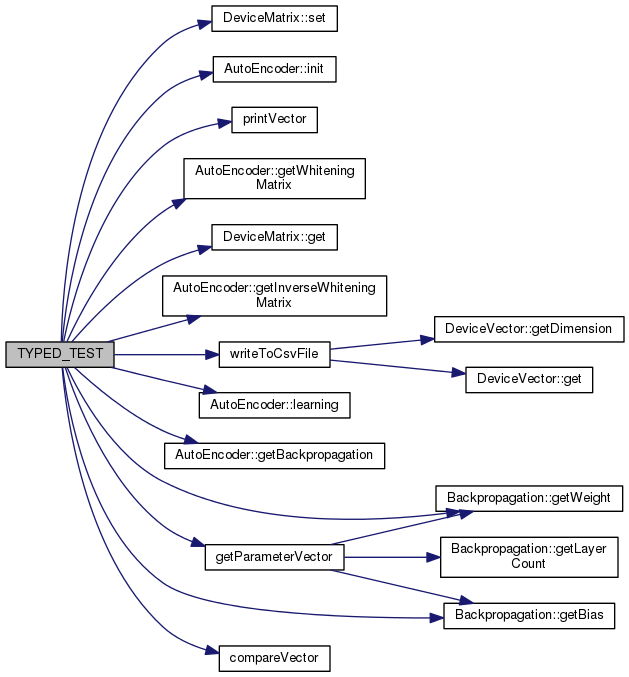 DeviceMatrix::set
AutoEncoder::init
printVector
AutoEncoder::getWhitening
Matrix
DeviceMatrix::get
AutoEncoder::getInverseWhitening
Matrix
DeviceVector::getDimension
TYPED_TEST
writeToCsvFile
DeviceVector::get
AutoEncoder::learning
AutoEncoder::getBackpropagation
Backpropagation::getWeight
getParameterVector
Backpropagation::getLayer
Count
Backpropagation::getBias
compareVector